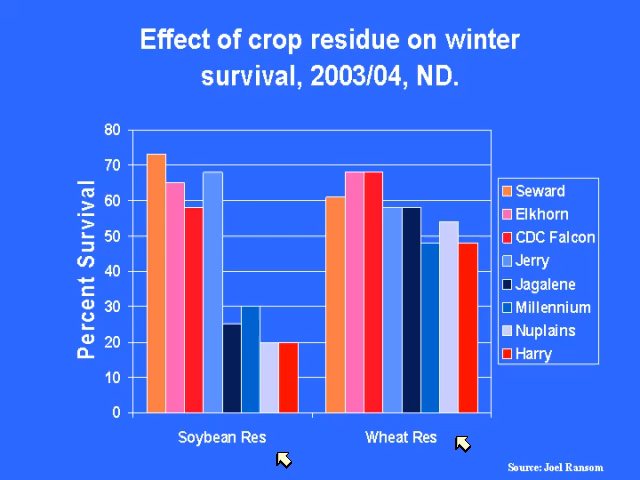 Effect of crop residue on winter
survival, 2003/04, ND.
Percent Survival
80
70
60
50
40
30
20
10
0
Soybean Res
Wheat Res
Seward
Elkhorn
CDC Falcon
Jerry
Jagalene
Millennium
Nuplains
Harry
Source: Joel Ransom